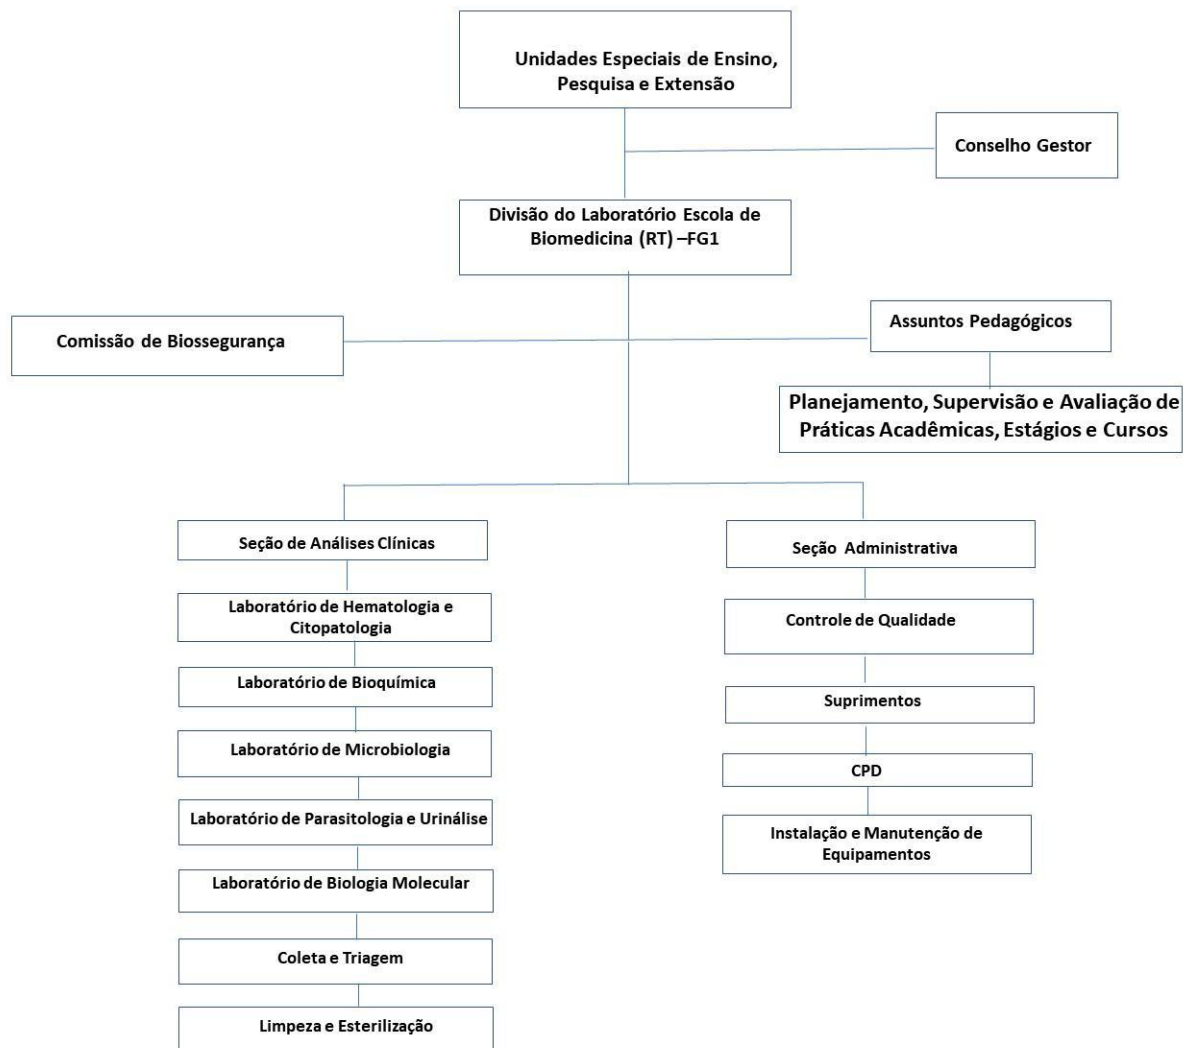 Unidades Especiais de Ensino,
Pesquisa e Extensão
Conselho Gestor
Divisão do Laboratório Escola de
Biomedicina (RT) –FG1
Comissão de Biossegurança
Assuntos Pedagógicos
Planejamento, Supervisão e Avaliação de
Práticas Acadêmicas, Estágios e Cursos
Seção de Análises Clínicas
Laboratório de Hematologia e
Citopatologia
Laboratório de Bioquímica
Laboratório de Microbiologia
Laboratório de Parasitologia e Urinálise
Laboratório de Biologia Molecular
Coleta e Triagem
Limpeza e Esterilização
Seção Administrativa
Controle de Qualidade
Suprimentos
CPD
Instalação e Manutenção de
Equipamentos